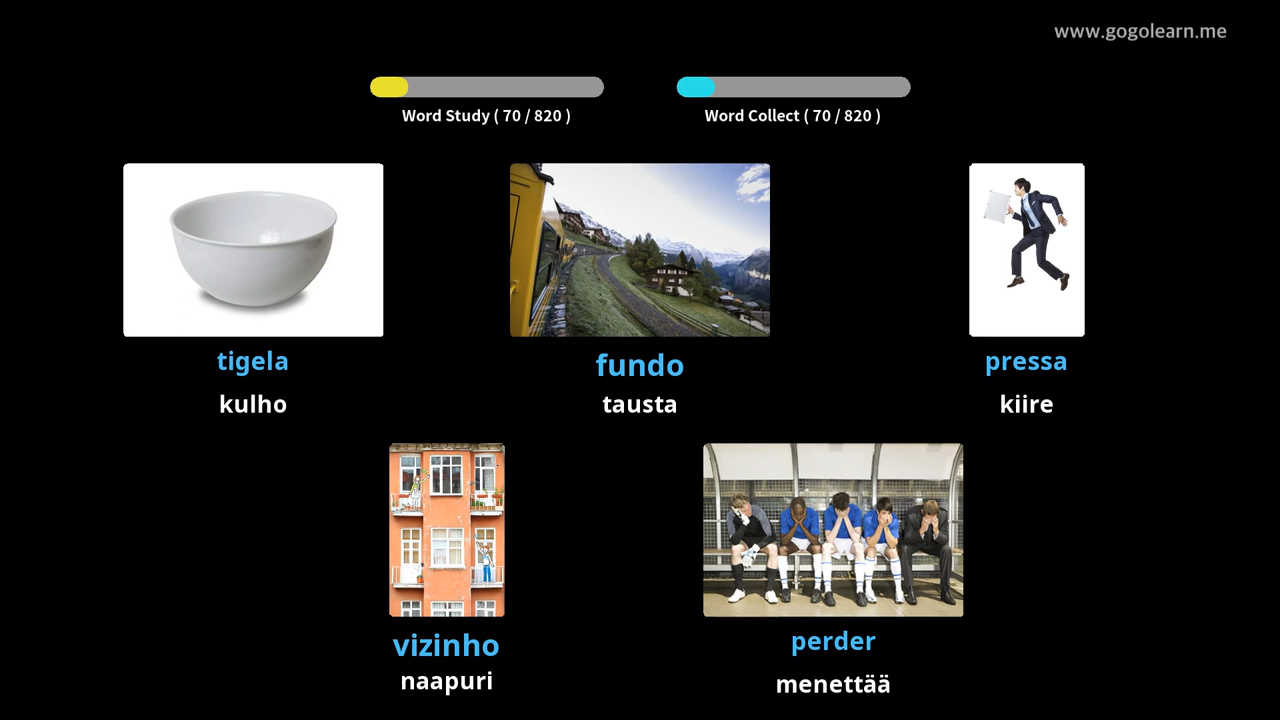 www.gogolearn.me
Word Study ( 70 / 820 )
Word Collect ( 70 / 820 )
tigela
kulho
fundo
tausta
pressa
kiire
vizinho
naapuri
perder
menettää